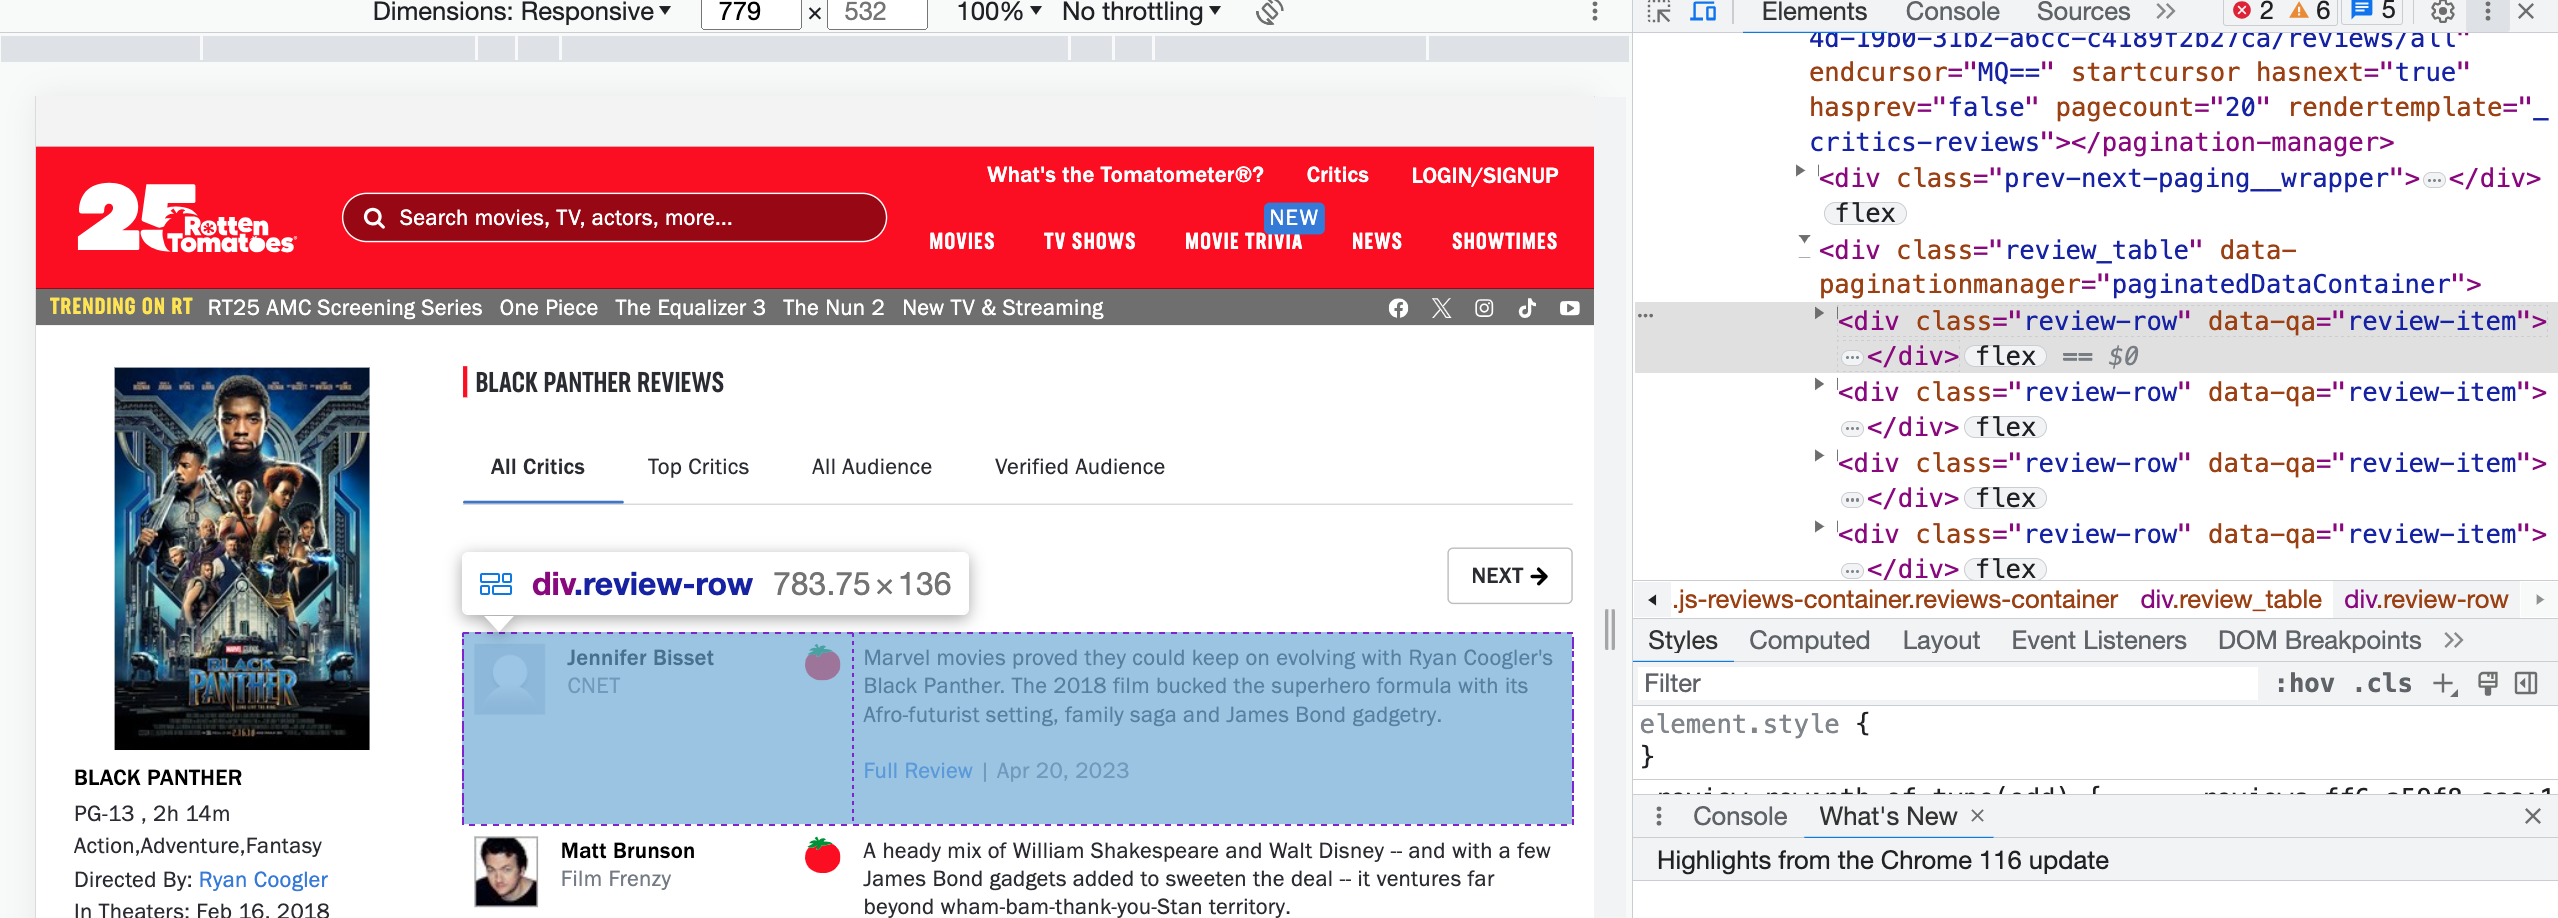 Dimensions: Responsive ▾ 779 × 532 100% ▾ No throttling ▾
Elements Console Sources » 2 6 5
4d-19b0-31b2-a6cc-c4189f2b27ca/reviews/all"
endcursor="MQ==" startcursor hasnext="true"
hasprev="false" pagecount="20" rendertemplate="_
critics-reviews"></pagination-manager>
<div class="prev-next-paging__wrapper">…</div>
flex
<div class="review_table" data-
paginationmanager="paginatedDataContainer">
<div class="review-row" data-qa="review-item">
…</div> flex == $0
<div class="review-row" data-qa="review-item">
…</div> flex
<div class="review-row" data-qa="review-item">
…</div> flex
<div class="review-row" data-qa="review-item">
…</div> flex
.js-reviews-container.reviews-container div.review_table div.review-row
Styles Computed Layout Event Listeners DOM Breakpoints »
Filter :hov .cls
element.style {
}
Console What's New ×
Highlights from the Chrome 116 update
What's the Tomatometer®? Critics LOGIN/SIGNUP
25 Rotten Tomatoes
Search movies, TV, actors, more...
NEW
MOVIES TV SHOWS MOVIE TRIVIA NEWS SHOWTIMES
TRENDING ON RT RT25 AMC Screening Series One Piece The Equalizer 3 The Nun 2 New TV & Streaming
BLACK PANTHER REVIEWS
All Critics Top Critics All Audience Verified Audience
div.review-row 783.75 × 136
NEXT
Jennifer Bisset
CNET
Marvel movies proved they could keep on evolving with Ryan Coogler's
Black Panther. The 2018 film bucked the superhero formula with its
Afro-futurist setting, family saga and James Bond gadgetry.
Full Review | Apr 20, 2023
Matt Brunson
Film Frenzy
A heady mix of William Shakespeare and Walt Disney -- and with a few
James Bond gadgets added to sweeten the deal -- it ventures far
beyond wham-bam-thank-you-Stan territory.
MARVEL
BLACK
PANTHER
BLACK PANTHER
PG-13 , 2h 14m
Action,Adventure,Fantasy
Directed By: Ryan Coogler
In Theaters: Feb 16, 2018